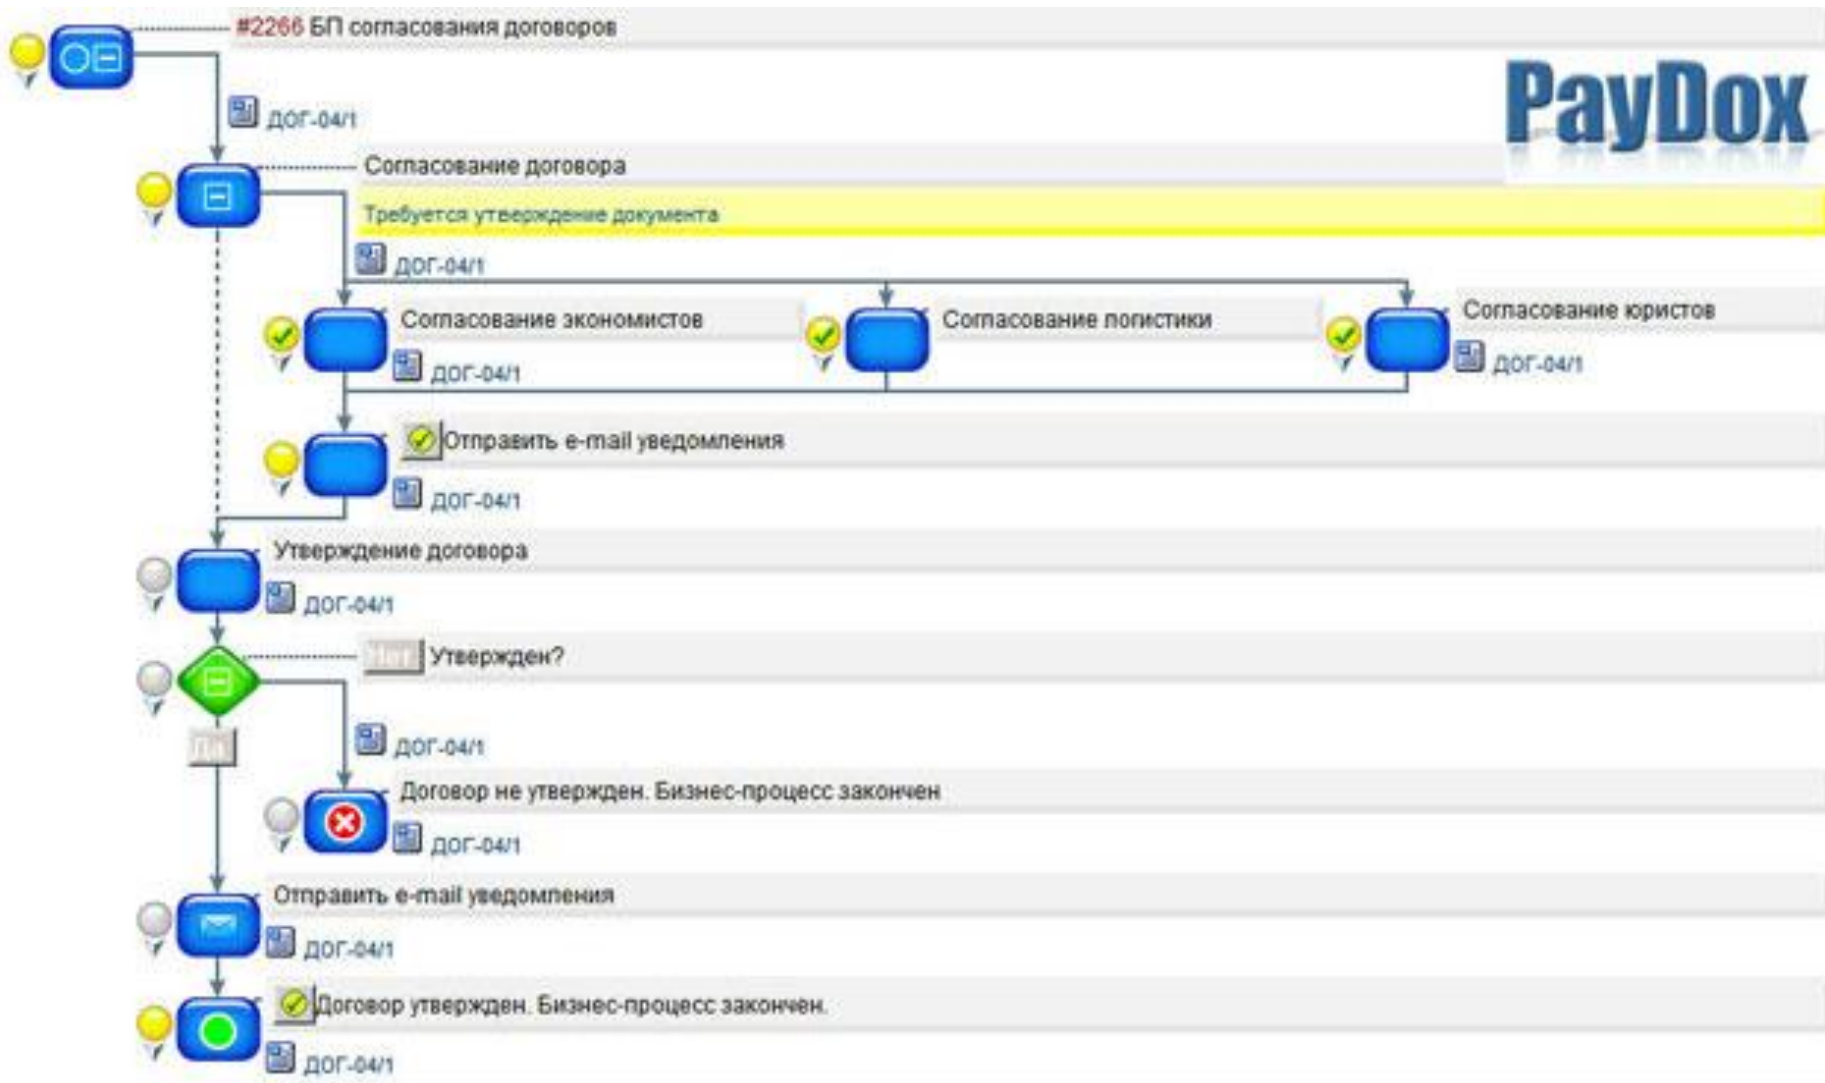 #2266 БП согласования договоров
PayDox
ДОГ-04/1
Согласование договора
Требуется утверждение документа
ДОГ-04/1
Согласование экономистов
Согласование логистики
Согласование юристов
ДОГ-04/1
ДОГ-04/1
Отправить e-mail уведомления
ДОГ-04/1
Утверждение договора
ДОГ-04/1
Нет Утвержден?
Да
ДОГ-04/1
Договор не утвержден. Бизнес-процесс закончен
ДОГ-04/1
Отправить e-mail уведомления
ДОГ-04/1
Договор утвержден. Бизнес-процесс закончен.
ДОГ-04/1